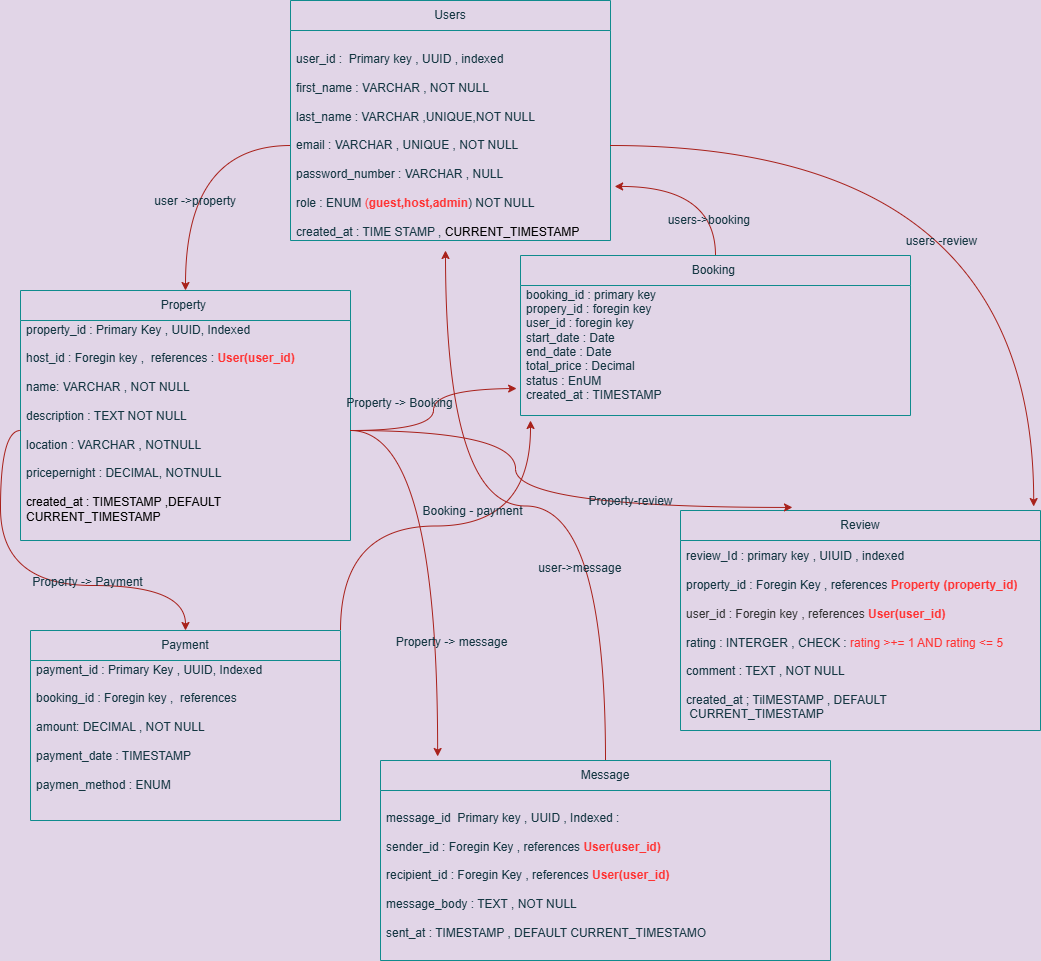 Users
user_id : Primary key , UUID , indexed
first_name : VARCHAR , NOT NULL
last_name : VARCHAR ,UNIQUE,NOT NULL
email : VARCHAR , UNIQUE , NOT NULL
password_number : VARCHAR , NULL
role : ENUM (guest,host,admin) NOT NULL
created_at : TIME STAMP , CURRENT_TIMESTAMP
user ->property
users->booking
users -review
Booking
booking_id : primary key
propery_id : foregin key
user_id : foregin key
start_date : Date
end_date : Date
total_price : Decimal
status : EnUM
created_at : TIMESTAMP
Property
property_id : Primary Key , UUID, Indexed
host_id : Foregin key , references : User(user_id)
name: VARCHAR , NOT NULL
description : TEXT NOT NULL
location : VARCHAR , NOTNULL
pricepernight : DECIMAL, NOTNULL
created_at : TIMESTAMP ,DEFAULT
CURRENT_TIMESTAMP
Property -> Booking
Property-review
Booking - payment
user->message
Property -> Payment
Property -> message
Review
review_Id : primary key , UIUID , indexed
property_id : Foregin Key , references Property (property_id)
user_id : Foregin key , references User(user_id)
rating : INTERGER , CHECK : rating >+= 1 AND rating <= 5
comment : TEXT , NOT NULL
created_at ; TiIMESTAMP , DEFAULT
CURRENT_TIMESTAMP
Payment
payment_id : Primary Key , UUID, Indexed
booking_id : Foregin key , references
amount: DECIMAL , NOT NULL
payment_date : TIMESTAMP
paymen_method : ENUM
Message
message_id Primary key , UUID , Indexed :
sender_id : Foregin Key , references User(user_id)
recipient_id : Foregin Key , references User(user_id)
message_body : TEXT , NOT NULL
sent_at : TIMESTAMP , DEFAULT CURRENT_TIMESTAMO